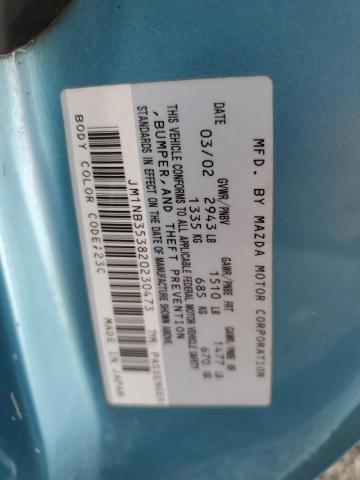 MFD. BY MAZDA MOTOR CORPORATION
DATE GVWR/PNBV GAWR/PNBE FRT GAWR/PNBE RR
03/02 2943 LB 1510 LB 1477 LB
1335 KG 685 KG 670 KG
THIS VEHICLE CONFORMS TO ALL APPLICABLE FEDERAL MOTOR VEHICLE SAFETY
, BUMPER, AND THEFT PREVENTION
STANDARDS IN EFFECT ON THE DATE OF MANUFACTURE SHOWN ABOVE.
JM1NB353820230473 TYPE: PASSENGER
MADE IN JAPAN
BODY COLOR CODE:23C